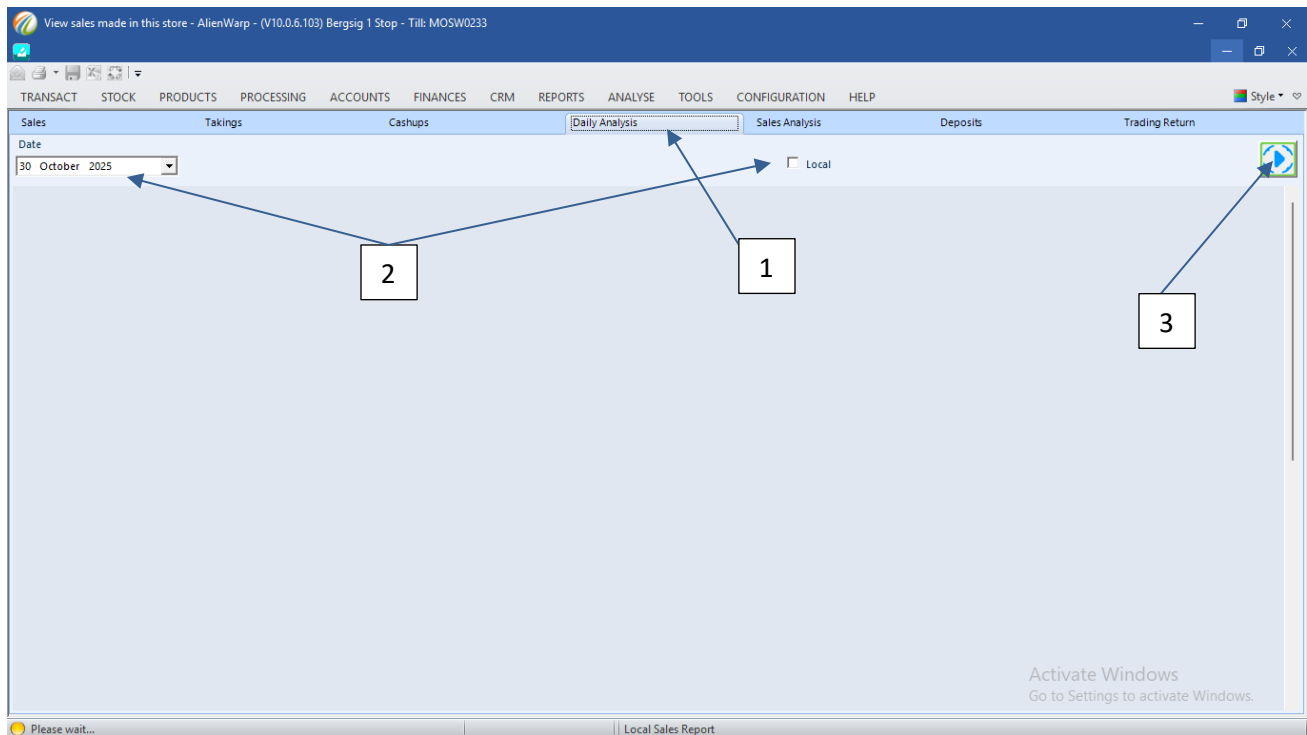 View sales made in this store - AlienWarp - (V10.0.6.103) Bergsig 1 Stop - Till: MOSW0233
TRANSACT STOCK PRODUCTS PROCESSING ACCOUNTS FINANCES CRM REPORTS ANALYSE TOOLS CONFIGURATION HELP Style
Sales Takings Cashups Daily Analysis Sales Analysis Deposits Trading Return
Date
30 October 2025 Local
2 1
3
Activate Windows
Go to Settings to activate Windows.
Please wait... Local Sales Report